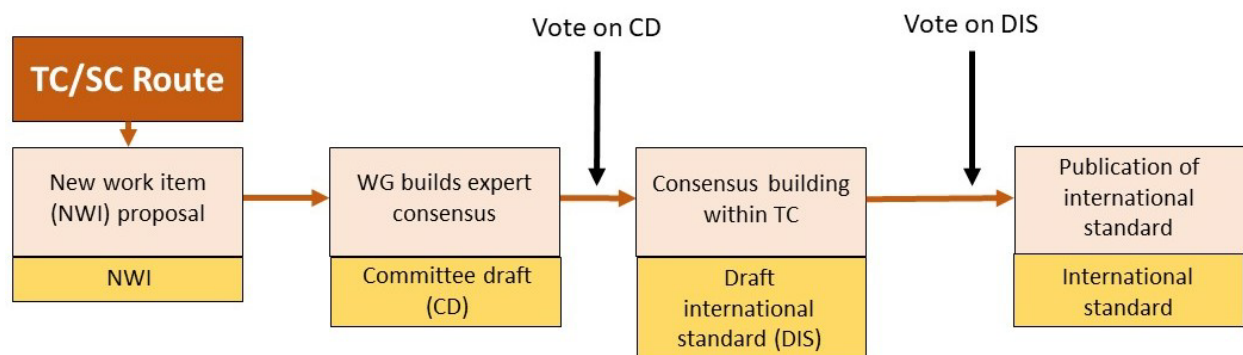 Vote on CD
Vote on DIS
TC/SC Route
New work item
(NWI) proposal
NWI
WG builds expert
consensus
Committee draft
(CD)
Consensus building
within TC
Draft
international
standard (DIS)
Publication of
international
standard
International
standard